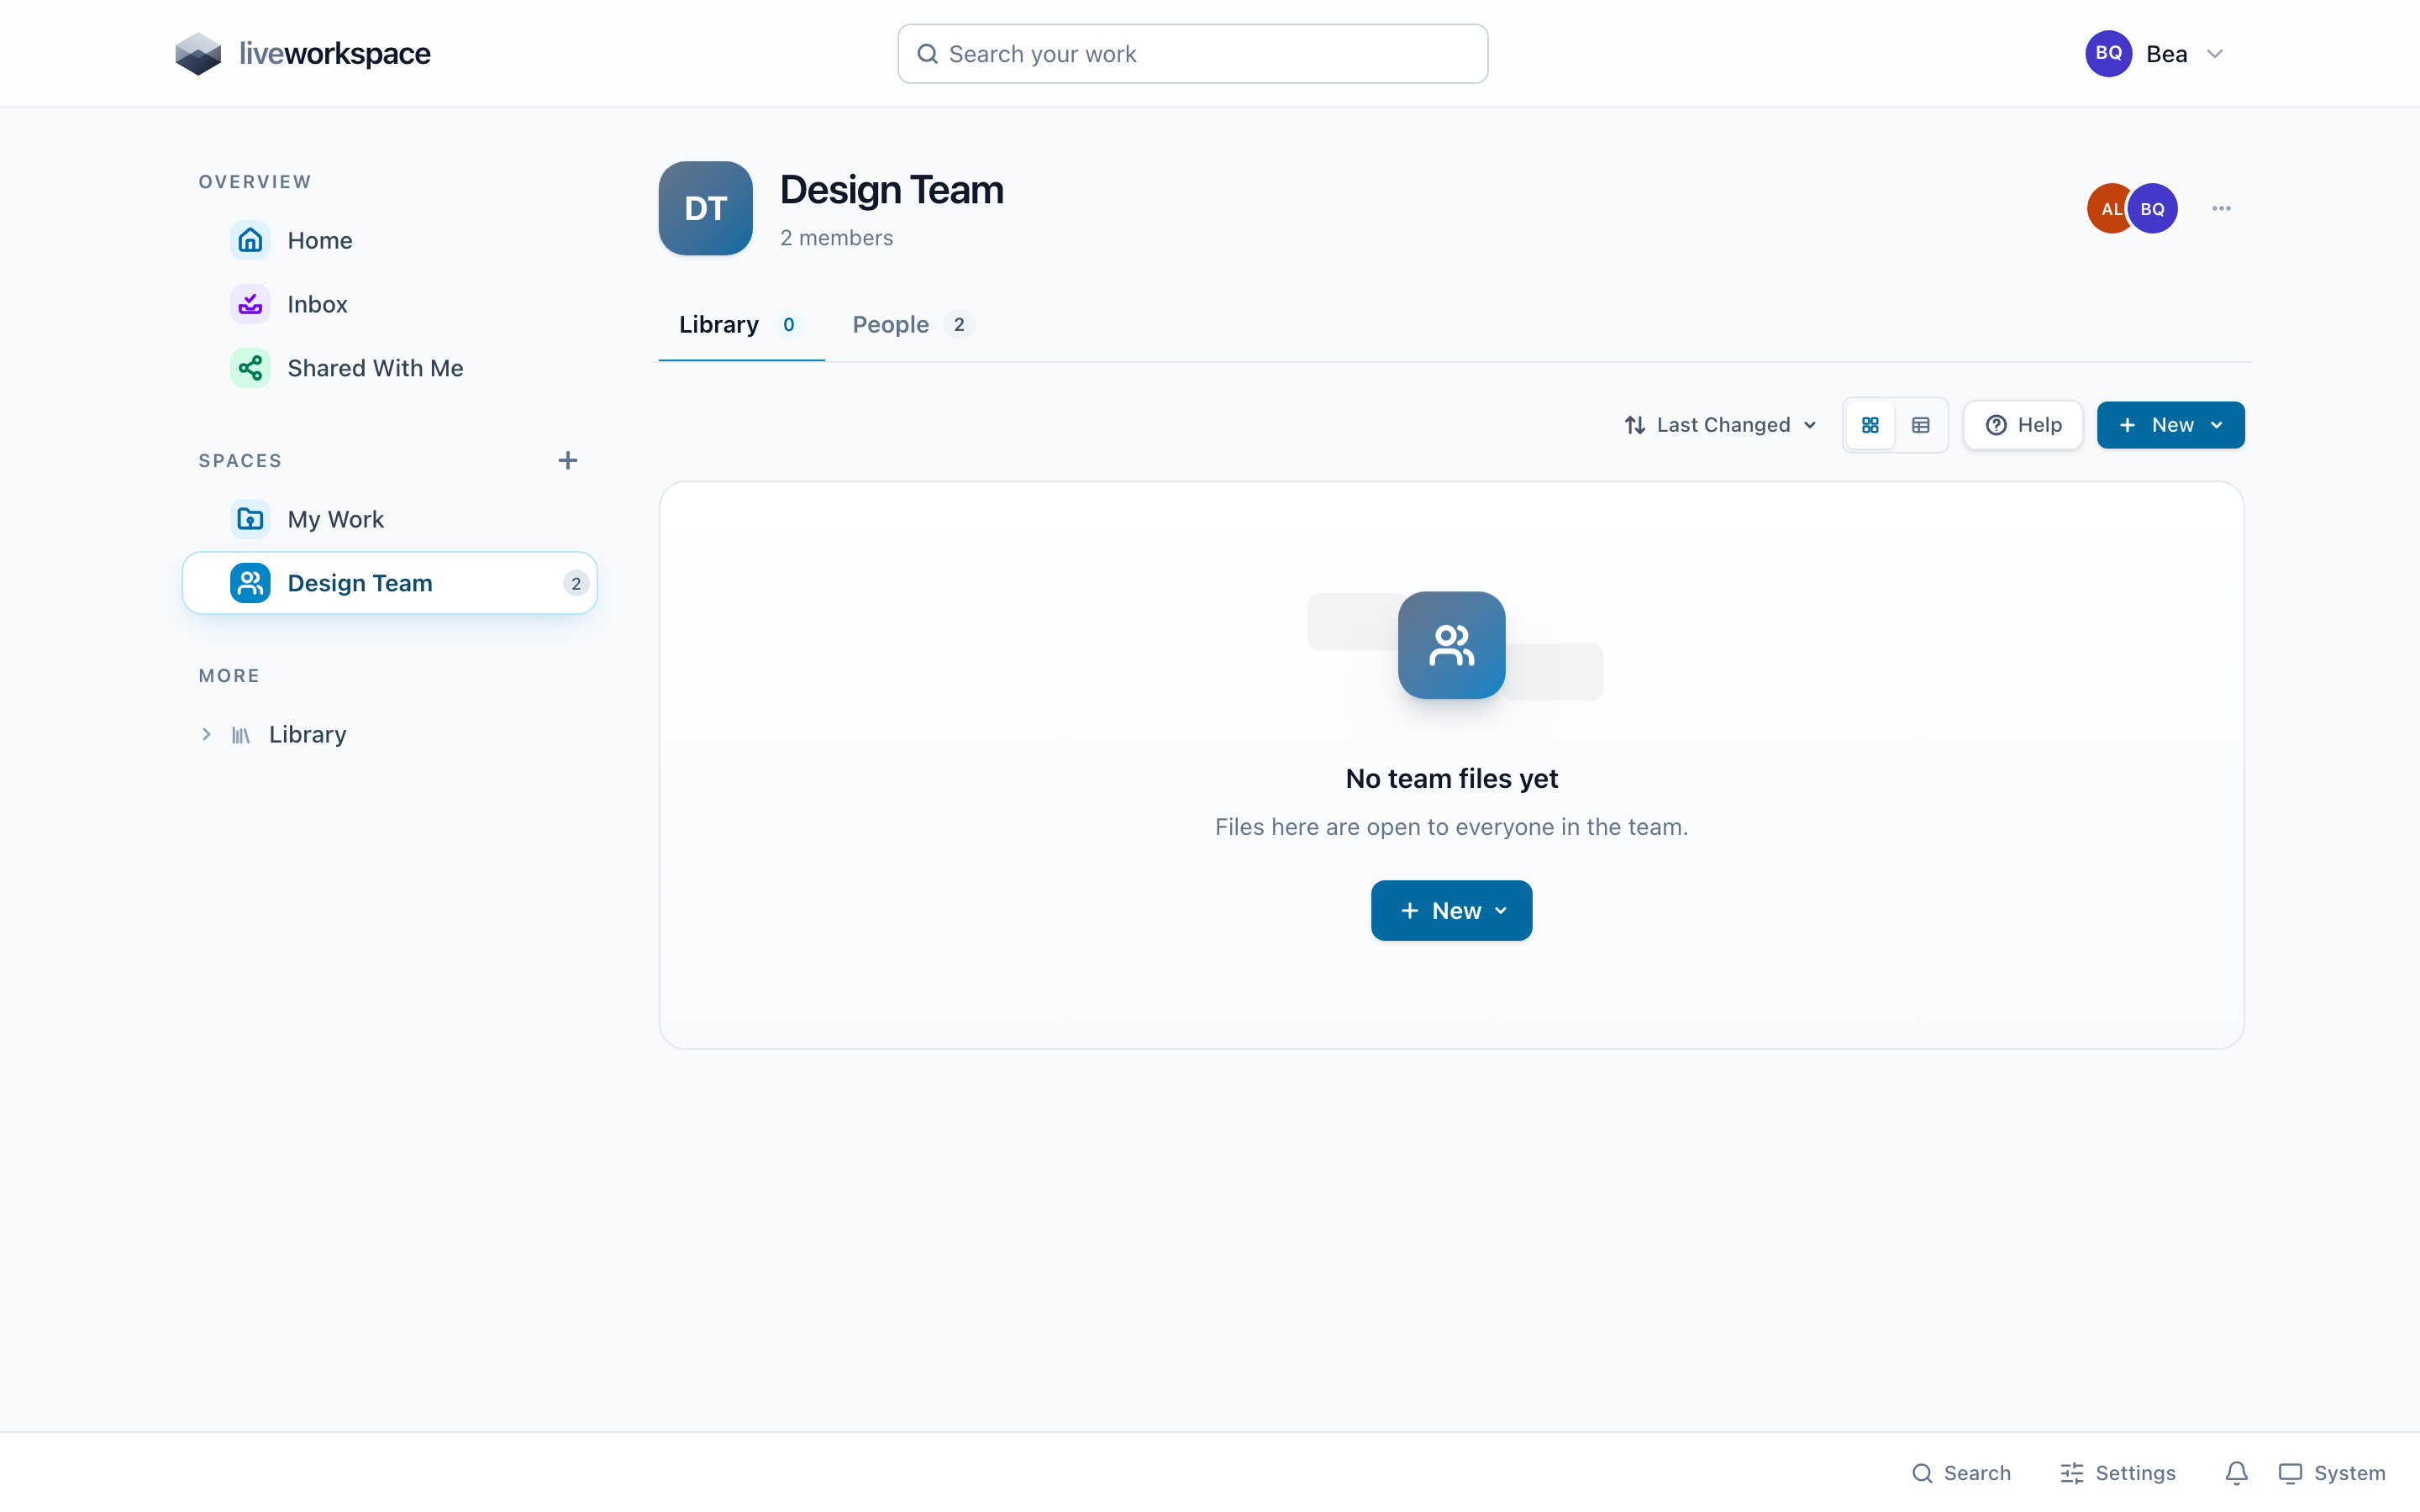 liveworkspace
Search your work
BQ
Bea
OVERVIEW
Home
Inbox
Shared With Me
SPACES
My Work
Design Team
2
MORE
Library
DT
Design Team
2 members
AL
BQ
Library 0
People 2
Last Changed
Help
New
No team files yet
Files here are open to everyone in the team.
New
Search
Settings
System